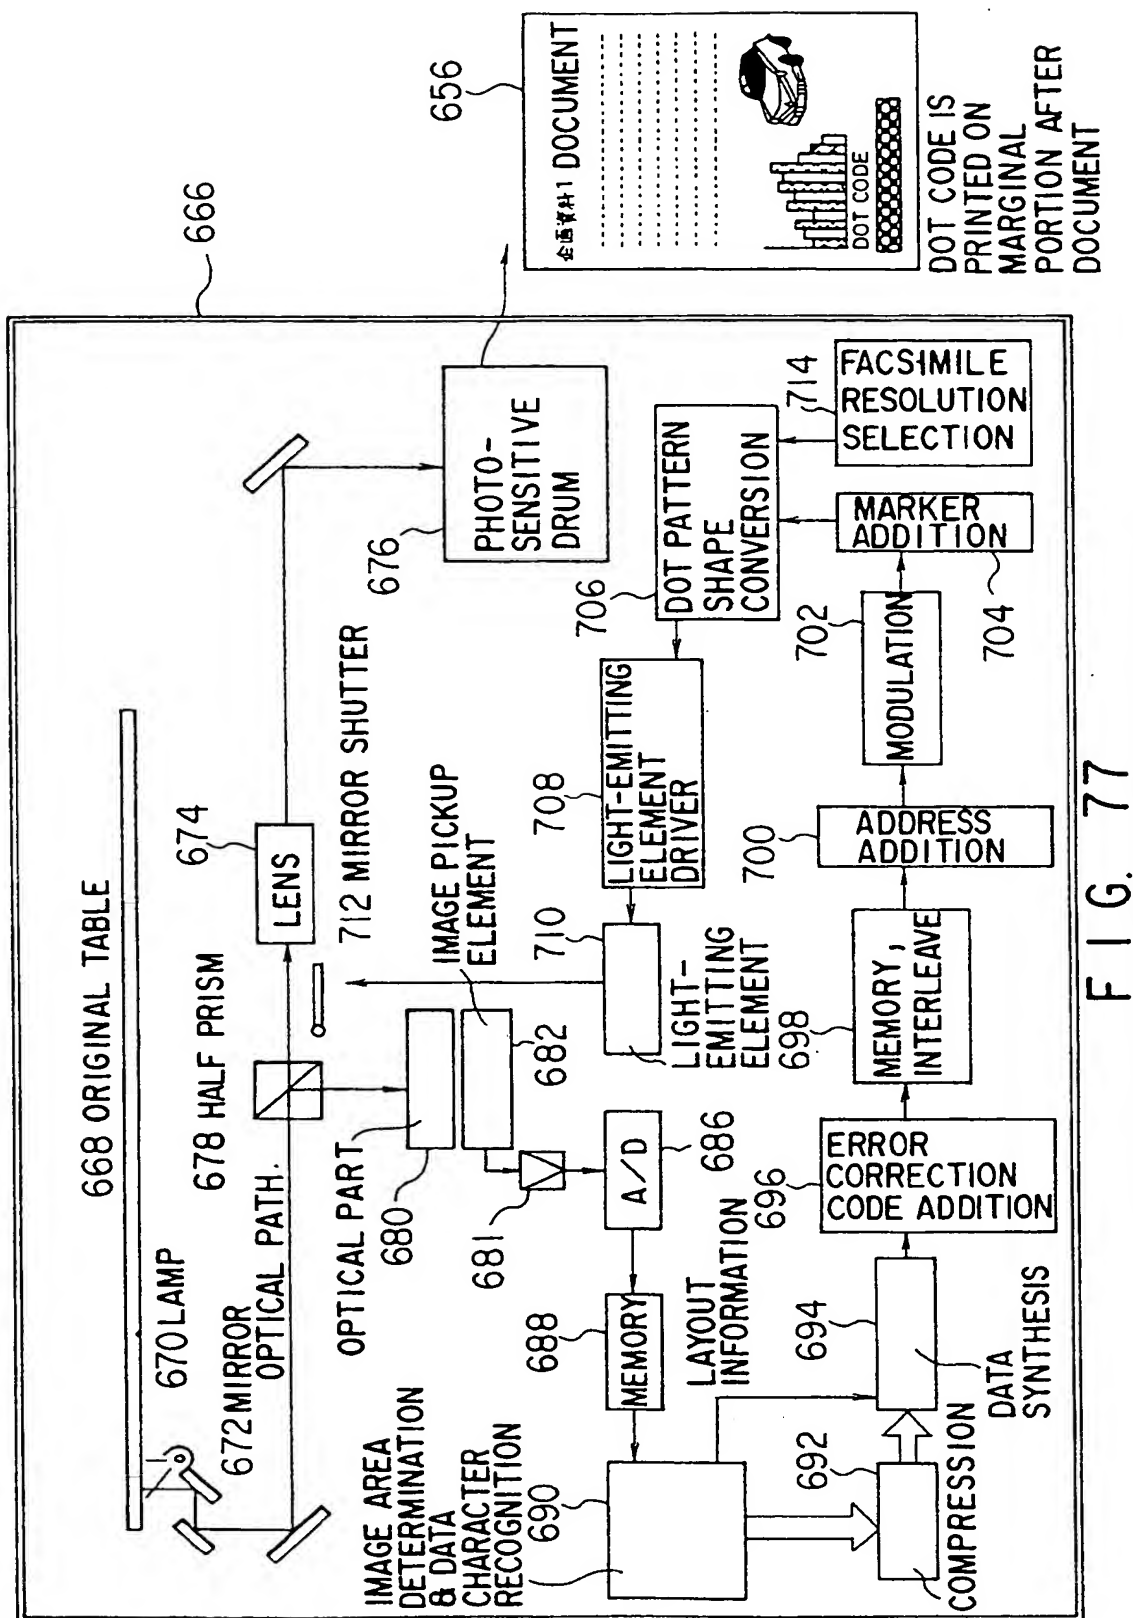 668 ORIGINAL TABLE
670 LAMP
672 MIRROR
OPTICAL PATH.
678 HALF PRISM
674
LENS
712 MIRROR SHUTTER
666
656
企画資料1 DOCUMENT
DOT CODE
DOT CODE IS
PRINTED ON
MARGINAL
PORTION AFTER
DOCUMENT
676
PHOTO-
SENSITIVE
DRUM
OPTICAL PART
680
IMAGE PICKUP
ELEMENT
682
681
A/D
686
688
MEMORY
IMAGE AREA
DETERMINATION
& DATA
CHARACTER
RECOGNITION
690
LAYOUT
INFORMATION
692
COMPRESSION
694
DATA
SYNTHESIS
696
ERROR
CORRECTION
CODE ADDITION
698
MEMORY,
INTERLEAVE
700
ADDRESS
ADDITION
702
MODULATION
704
MARKER
ADDITION
714
FACSIMILE
RESOLUTION
SELECTION
706
DOT PATTERN
SHAPE
CONVERSION
708
LIGHT-EMITTING
ELEMENT
DRIVER
710
LIGHT-
EMITTING
ELEMENT
FIG. 77